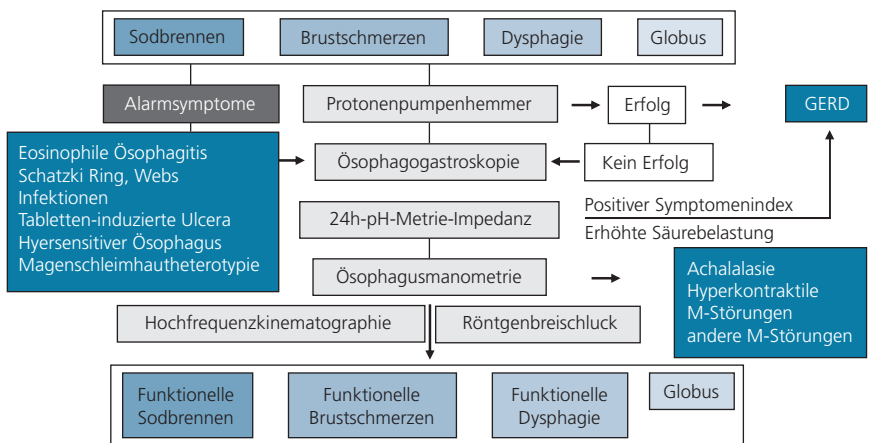 Sodbrennen
Brustschmerzen
Dysphagie
Globus
Alarmsymptome
Protonenpumpenhemmer
Erfolg
GERD
Eosinophile Ösophagitis
Schatzki Ring, Webs
Infektionen
Tabletten-induzierte Ulcera
Hyersensitiver Ösophagus
Magenschleimhautheterotypie
Ösophagogastroskopie
Kein Erfolg
24h-pH-Metrie-Impedanz
Positiver Symptomenindex
Erhöhte Säurebelastung
Ösophagusmanometrie
Achalalasie
Hyperkontraktile
M-Störungen
andere M-Störungen
Hochfrequenzkinematographie
Röntgenbreischluck
Funktionelle
Sodbrennen
Funktionelle
Brustschmerzen
Funktionelle
Dysphagie
Globus